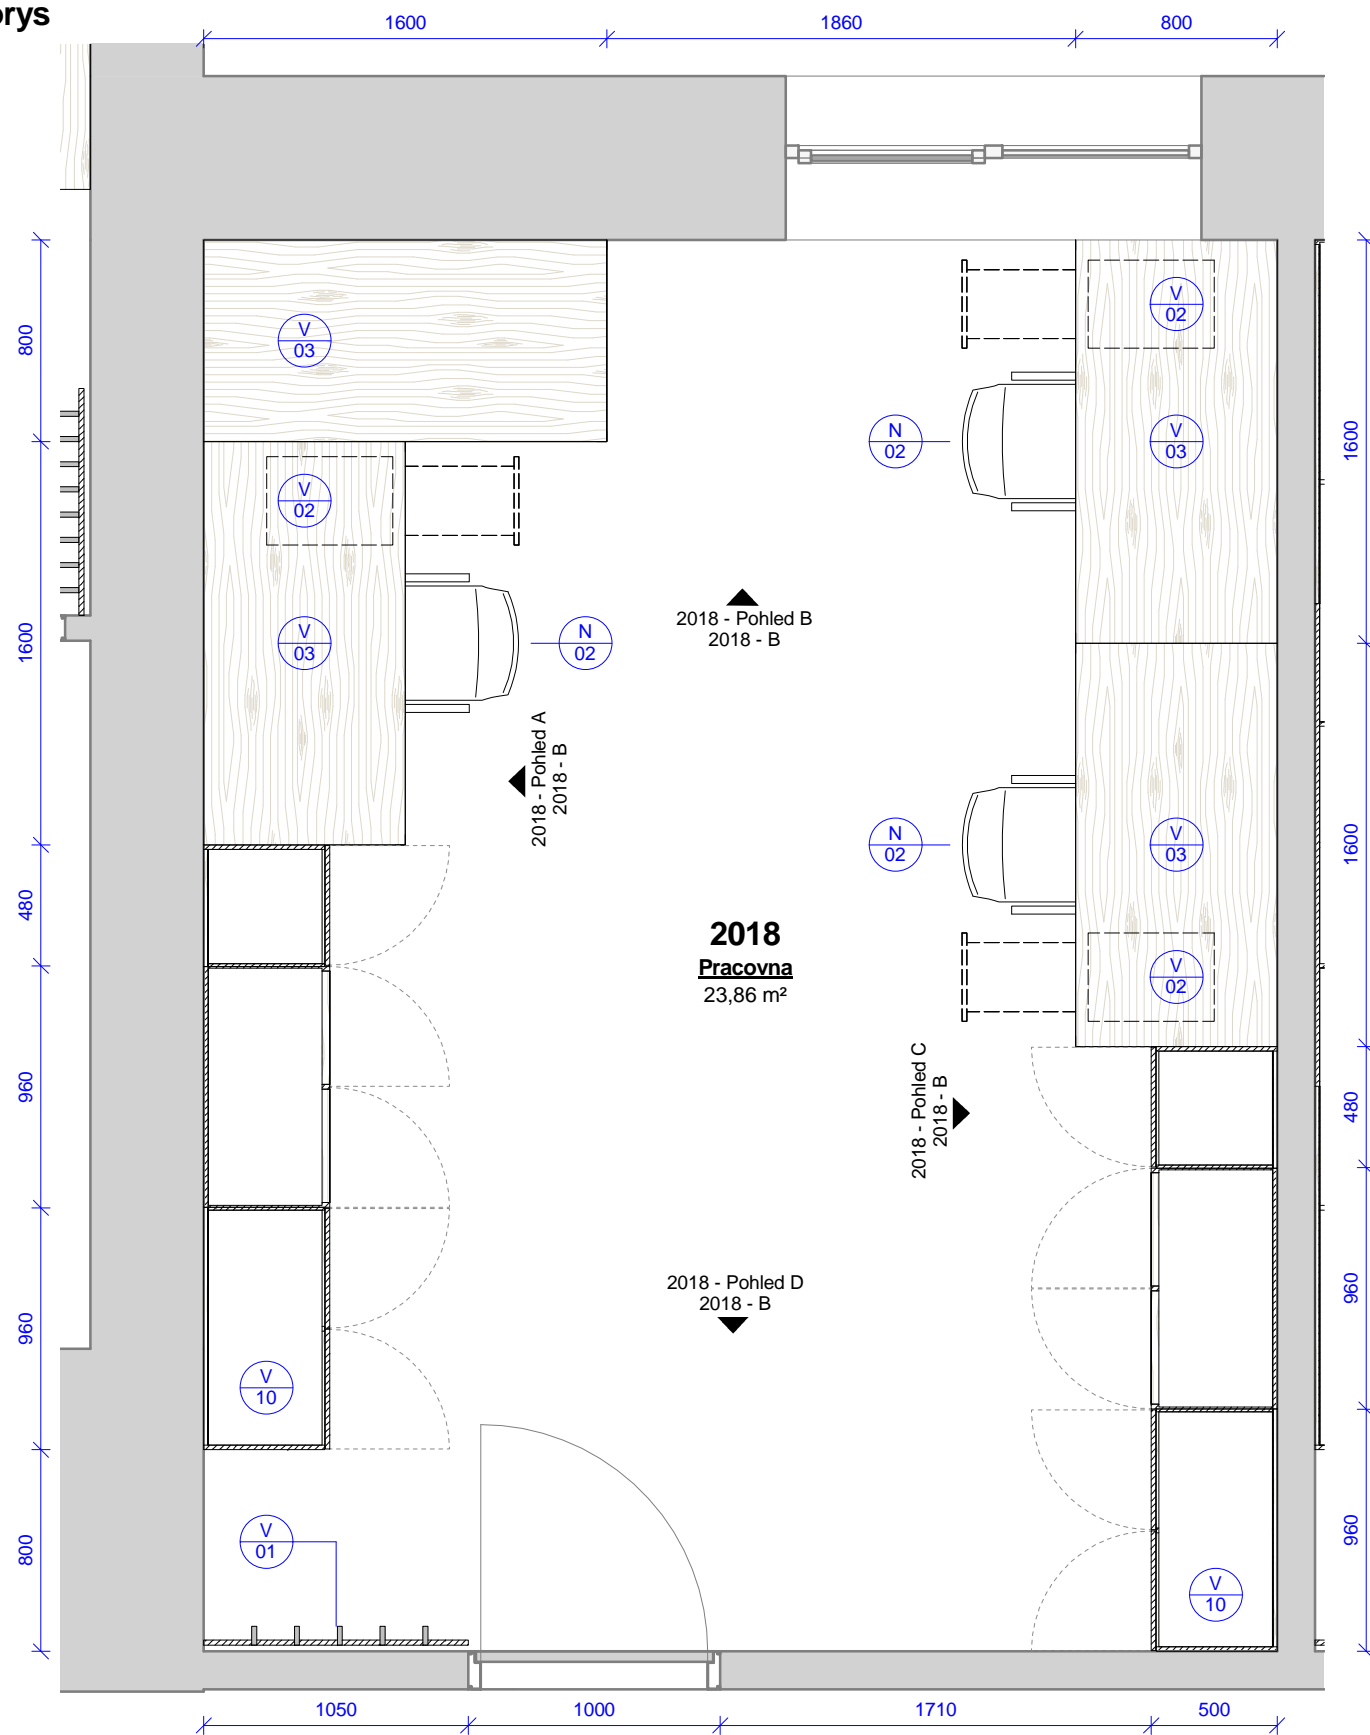 orys
1600
1860
800
800
V
03
V
02
V
02
1600
N
02
V
03
1600
V
03
N
02
2018 - Pohled B
2018 - B
2018 - Pohled A
2018 - B
N
02
V
03
1600
480
2018
Pracovna
23,86 m²
V
02
2018 - Pohled C
2018 - B
960
480
2018 - Pohled D
2018 - B
960
960
V
10
V
01
800
960
V
10
1050
1000
1710
500